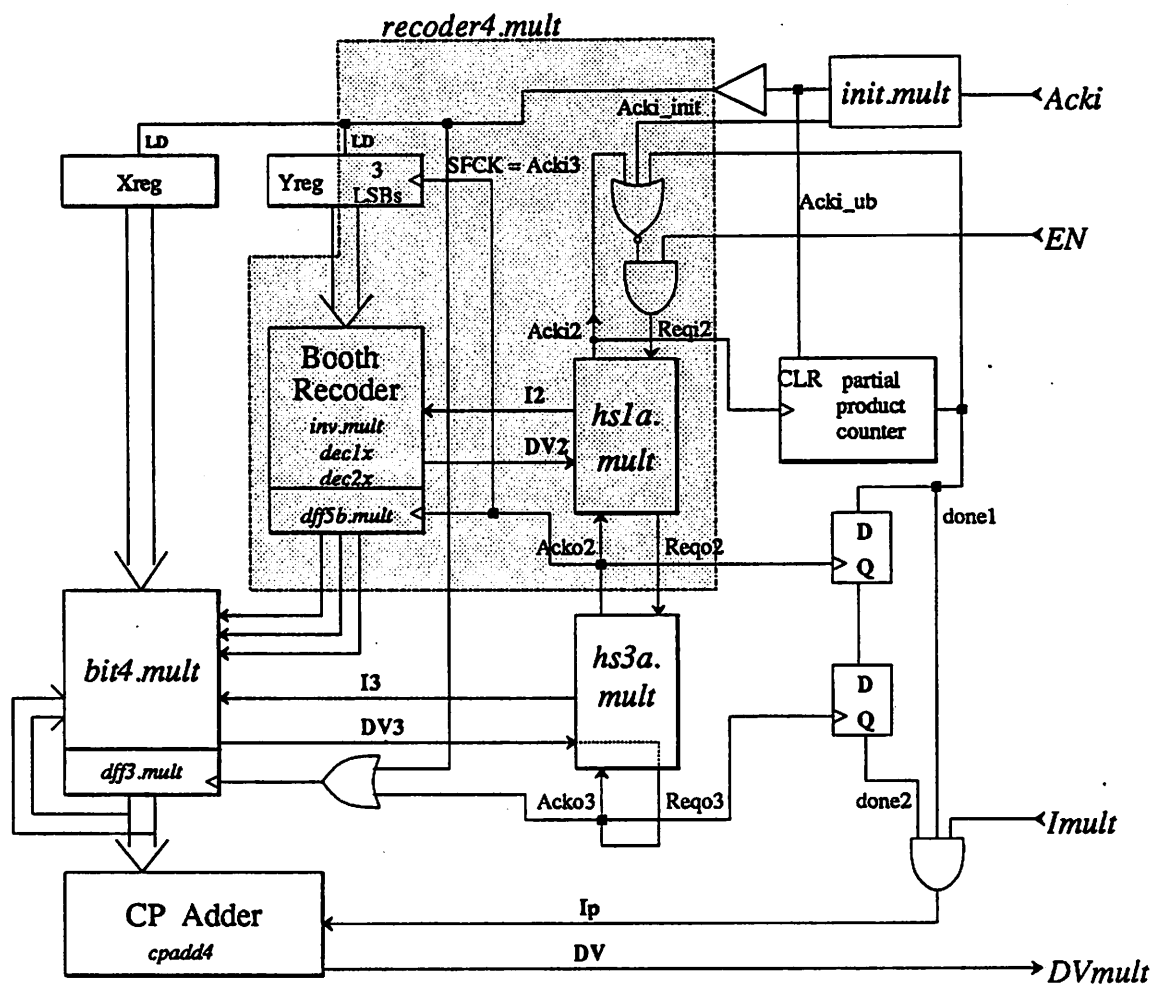 recoder4.mult
init.mult
Acki
Acki_init
LD
LD
SFCK = Acki3
Xreg
Yreg
3
LSBs
Acki_ub
EN
Acki2
Reqi2
Booth
Recoder
inv.mult
dec1x
dec2x
dff5b.mult
I2
DV2
hs1a.
mult
CLR
partial
product
counter
Acko2
Reqo2
D
Q
done1
bit4.mult
dff3.mult
I3
DV3
hs3a.
mult
D
Q
Acko3
Reqo3
done2
Imult
CP Adder
cpadd4
Ip
DV
DVmult